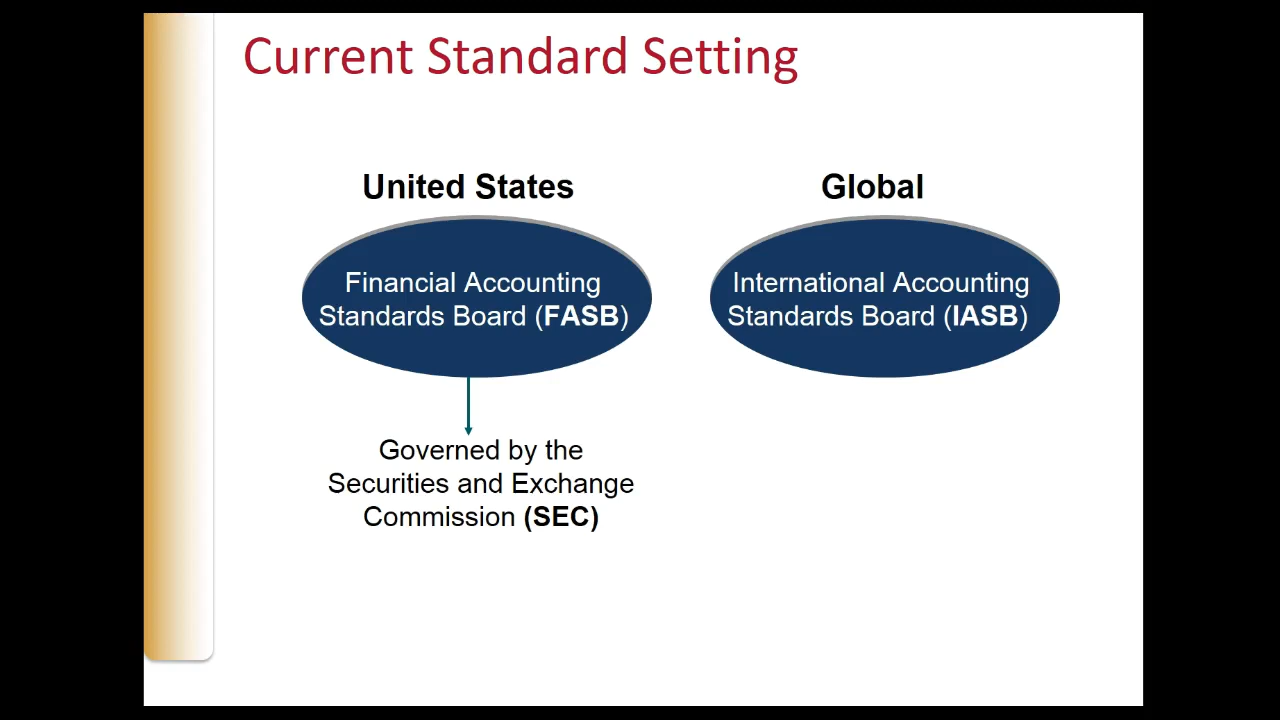 Current Standard Setting
United States
Financial Accounting
Standards Board (FASB)
Governed by the
Securities and Exchange
Commission (SEC)
Global
International Accounting
Standards Board (IASB)